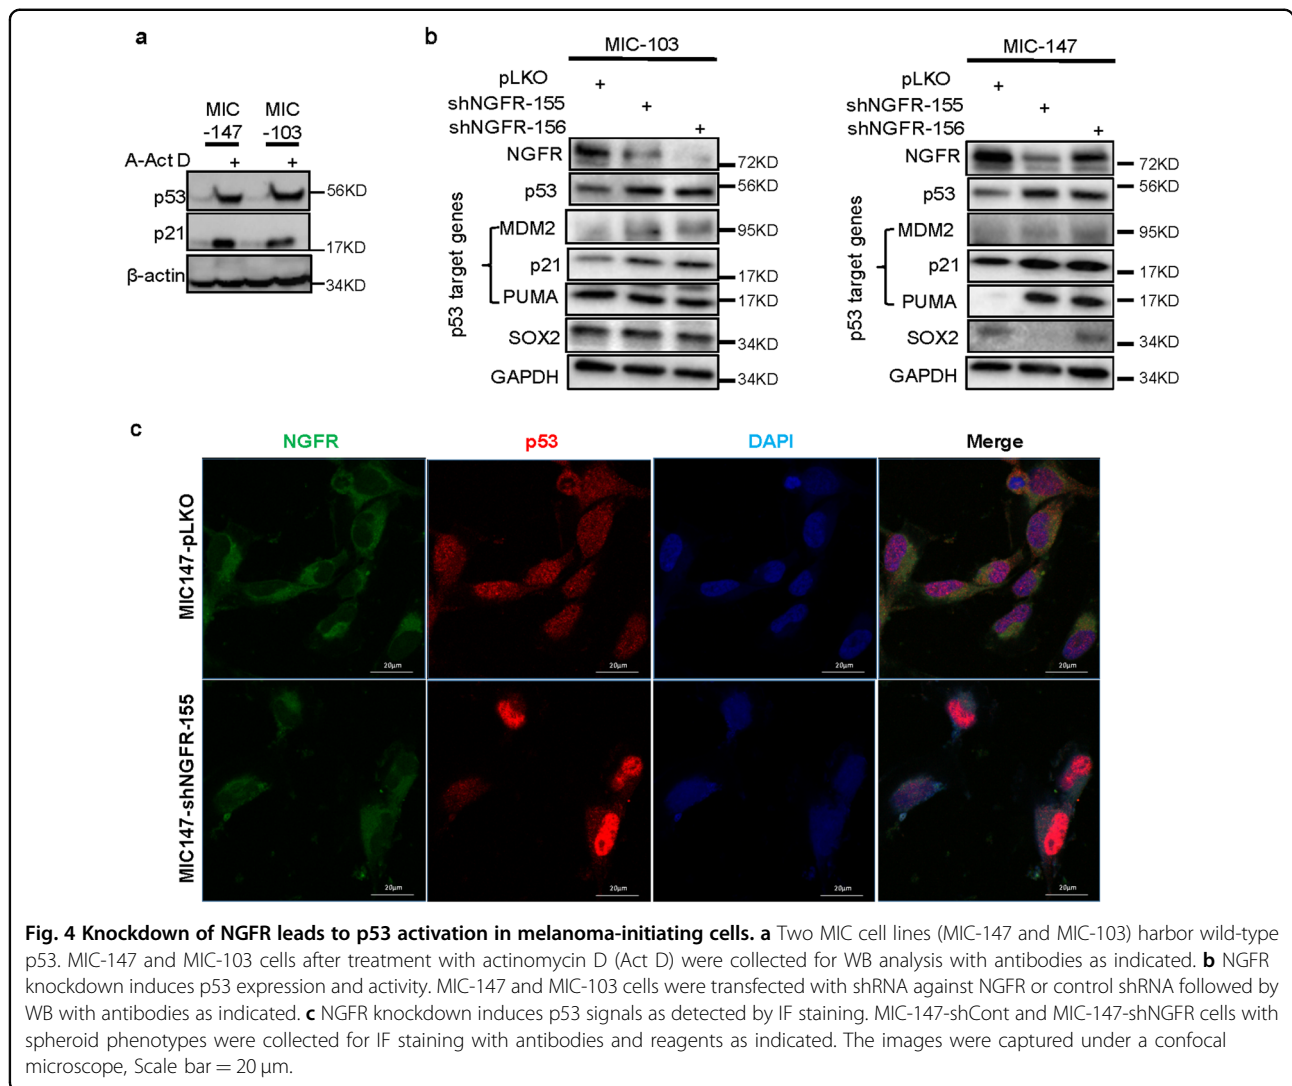 a
MIC
-147
MIC
-103
A-Act D
+
+
p53
56KD
p21
17KD
β-actin
34KD
b
MIC-103
pLKO
+
shNGFR-155
+
shNGFR-156
+
NGFR
72KD
p53
56KD
p53 target genes
MDM2
95KD
p21
17KD
PUMA
17KD
SOX2
34KD
GAPDH
34KD
MIC-147
pLKO
+
shNGFR-155
+
shNGFR-156
+
NGFR
72KD
p53
56KD
p53 target genes
MDM2
95KD
p21
17KD
PUMA
17KD
SOX2
34KD
GAPDH
34KD
c
NGFR
p53
DAPI
Merge
MIC147-pLKO
20μm
20μm
20μm
20μm
MIC147-shNGFR-155
20μm
20μm
20μm
20μm
Fig. 4 Knockdown of NGFR leads to p53 activation in melanoma-initiating cells. a Two MIC cell lines (MIC-147 and MIC-103) harbor wild-type
p53. MIC-147 and MIC-103 cells after treatment with actinomycin D (Act D) were collected for WB analysis with antibodies as indicated. b NGFR
knockdown induces p53 expression and activity. MIC-147 and MIC-103 cells were transfected with shRNA against NGFR or control shRNA followed by
WB with antibodies as indicated. c NGFR knockdown induces p53 signals as detected by IF staining. MIC-147-shCont and MIC-147-shNGFR cells with
spheroid phenotypes were collected for IF staining with antibodies and reagents as indicated. The images were captured under a confocal
microscope, Scale bar = 20 μm.